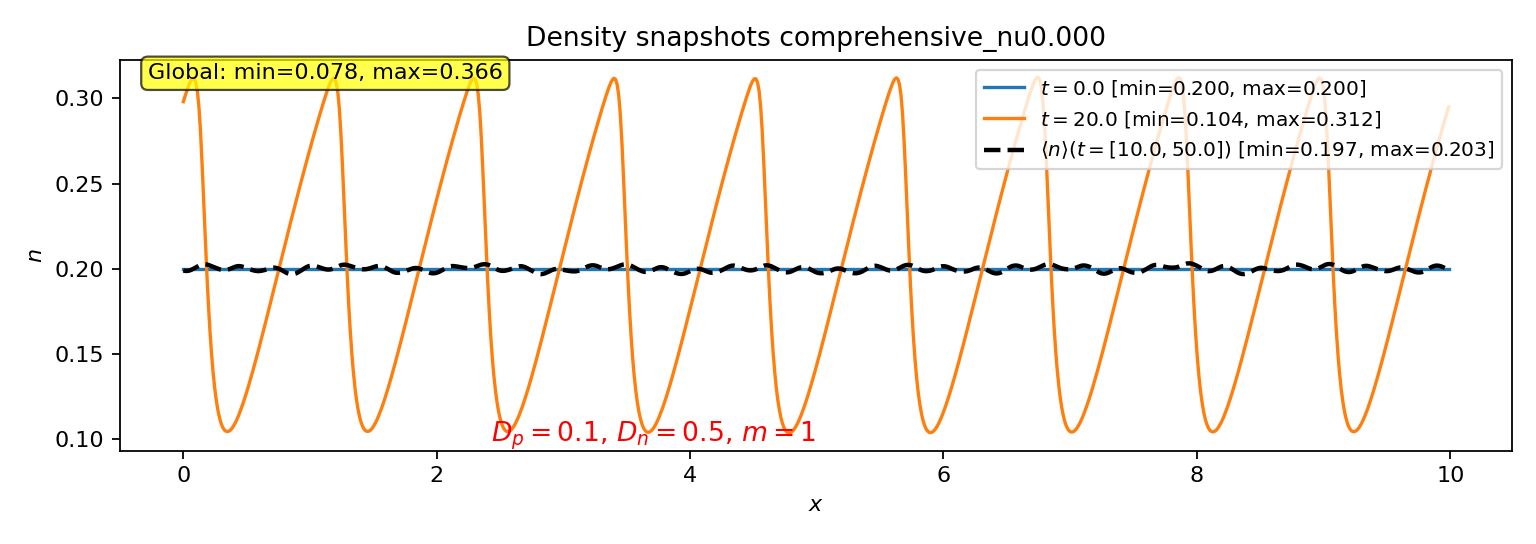 Density snapshots comprehensive_nu0.000
Global: min=0.078, max=0.366
t = 0.0 [min=0.200, max=0.200]
t = 20.0 [min=0.104, max=0.312]
⟨n⟩(t = [10.0, 50.0]) [min=0.197, max=0.203]
0.30
0.25
0.20
0.15
0.10
n
D_p = 0.1, D_n = 0.5, m = 1
0 2 4 6 8 10
x